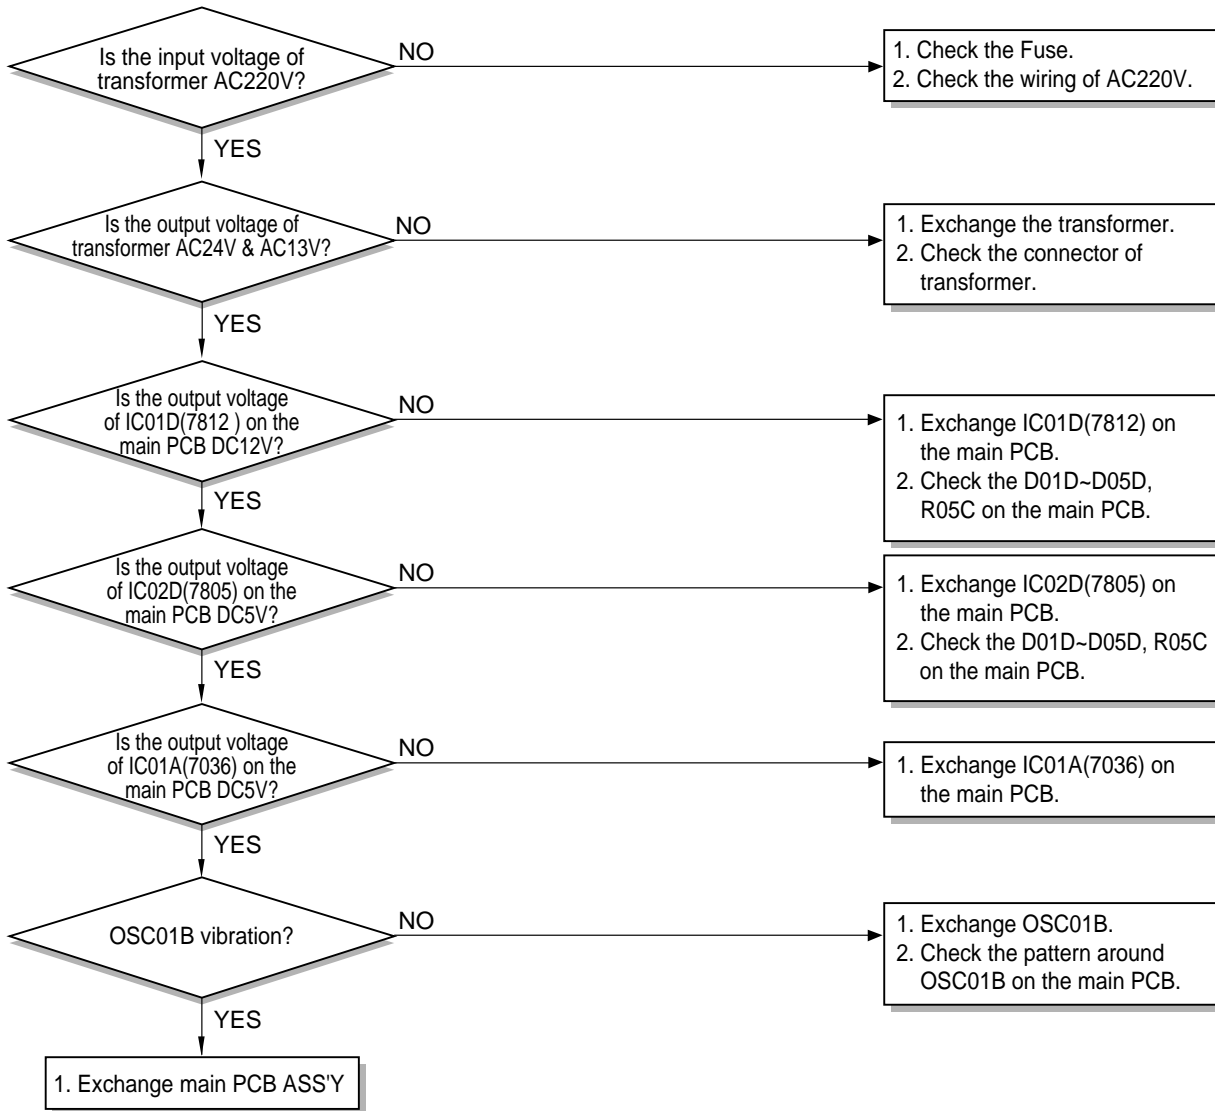 Is the input voltage of
transformer AC220V?
NO
1. Check the Fuse.
2. Check the wiring of AC220V.
YES
Is the output voltage of
transformer AC24V & AC13V?
NO
1. Exchange the transformer.
2. Check the connector of
transformer.
YES
Is the output voltage
of IC01D(7812 ) on the
main PCB DC12V?
NO
1. Exchange IC01D(7812) on
the main PCB.
2. Check the D01D~D05D,
R05C on the main PCB.
YES
Is the output voltage
of IC02D(7805) on the
main PCB DC5V?
NO
1. Exchange IC02D(7805) on
the main PCB.
2. Check the D01D~D05D, R05C
on the main PCB.
YES
Is the output voltage
of IC01A(7036) on the
main PCB DC5V?
NO
1. Exchange IC01A(7036) on
the main PCB.
YES
OSC01B vibration?
NO
1. Exchange OSC01B.
2. Check the pattern around
OSC01B on the main PCB.
YES
1. Exchange main PCB ASS'Y